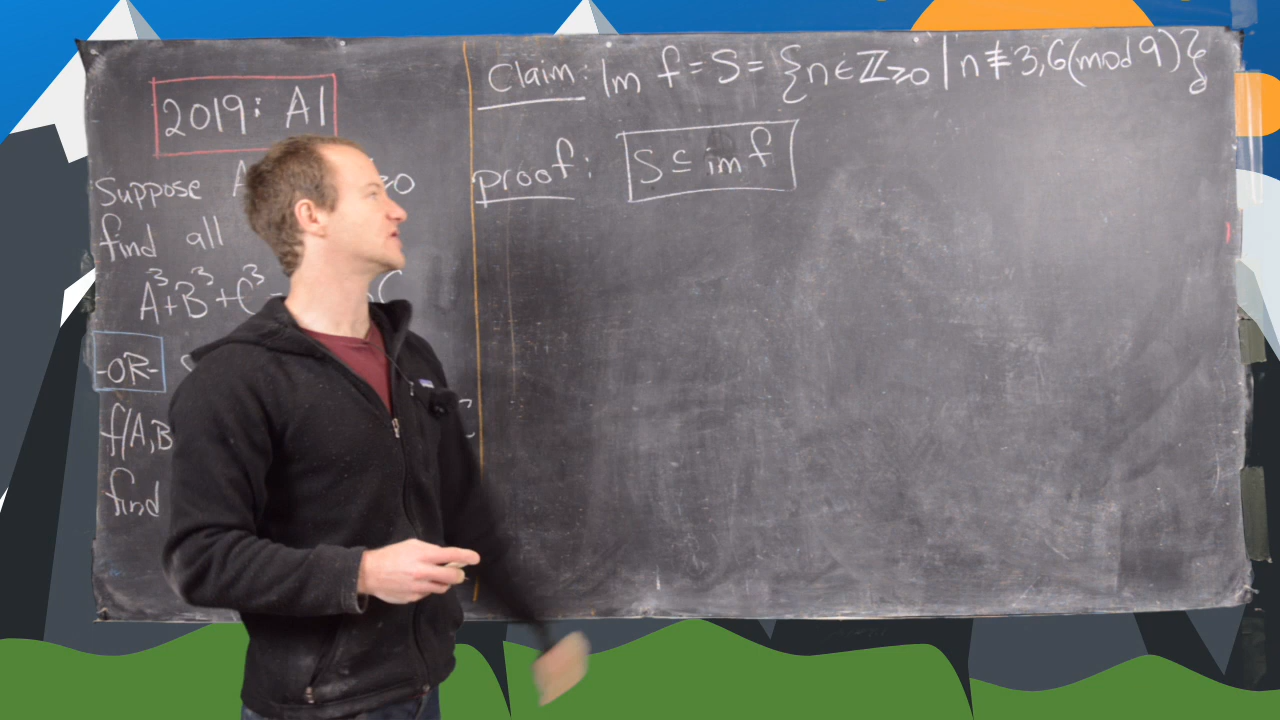 2019: A1
Suppose A ≥0
find all
A³+B³+C³ - C
-OR-
f(A,B C
find
Claim: Im f = S = {n ∈ ℤ≥0 | n ≢ 3,6(mod 9)}
proof: S ⊆ im f